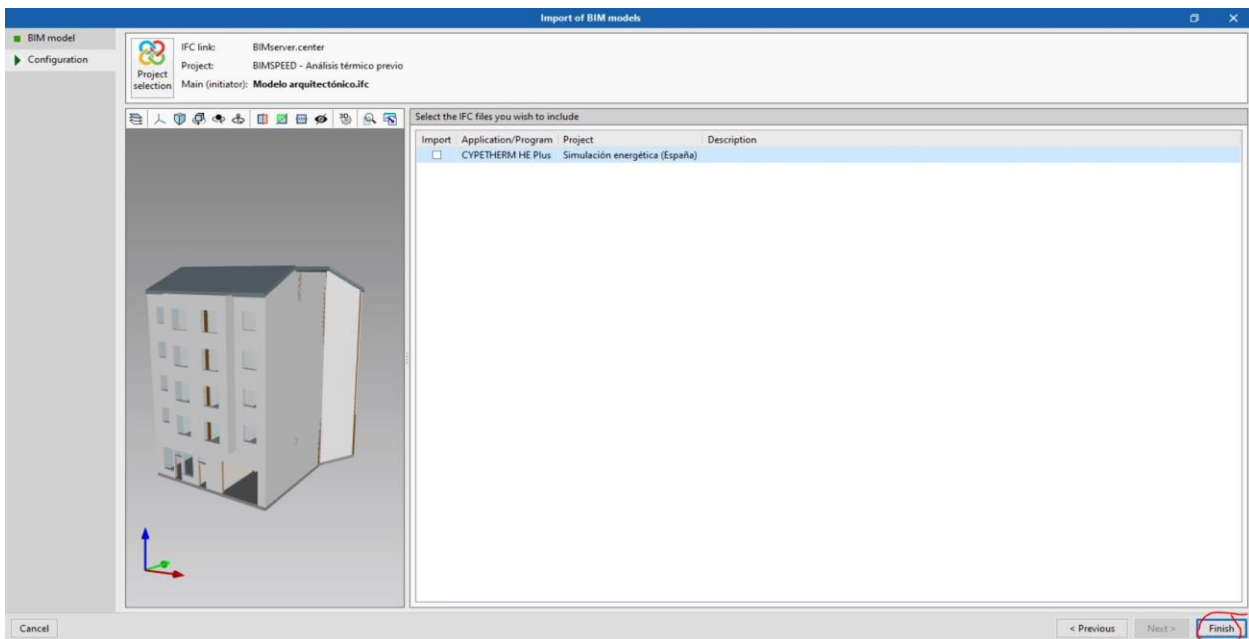 Import of BIM models
BIM model
Configuration
Project
selection
IFC link: BIMserver.center
Project: BIMSPEED - Análisis térmico previo
Main (initiator): Modelo arquitectónico.ifc
Select the IFC files you wish to include
Import Application/Program Project Description
CYPETHERM HE Plus Simulación energética (España)
Cancel
< Previous
Next >
Finish